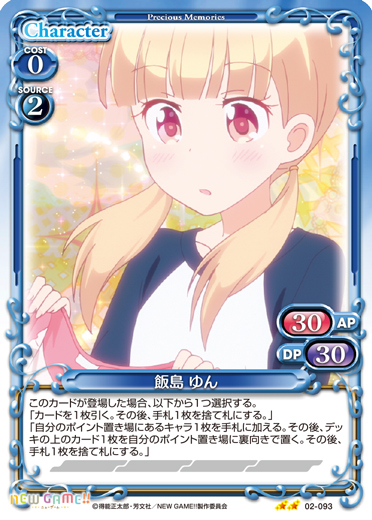 Precious Memories
Character
COST
0
SOURCE
2
30 AP
DP 30
飯島 ゆん
このカードが登場した場合、以下から1つ選択する。
「カードを1枚引く。その後、手札1枚を捨て札にする。」
「自分のポイント置き場にあるキャラ1枚を手札に加える。その後、デッ
キの上のカード1枚を自分のポイント置き場に裏向きで置く。その後、
手札1枚を捨て札にする。」
NEW GAME!!
©得能正太郎・芳文社/NEW GAME!!製作委員会
02-093